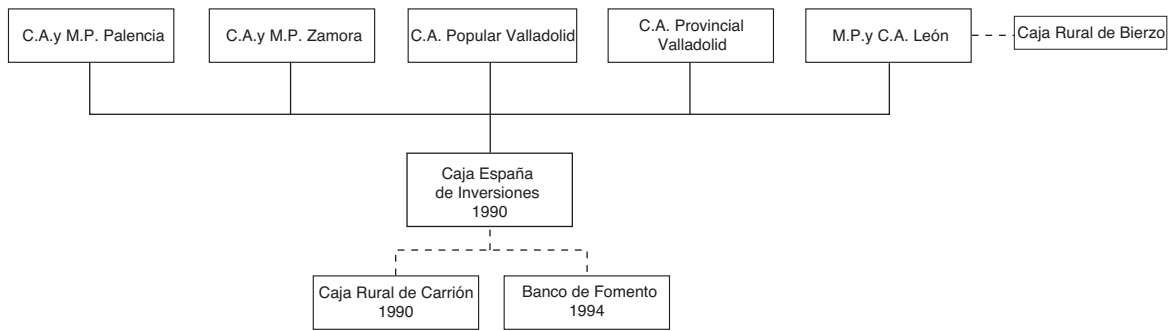 C.A.y M.P. Palencia
C.A.y M.P. Zamora
C.A. Popular Valladolid
C.A. Provincial
Valladolid
M.P.y C.A. León
Caja Rural de Bierzo
Caja España
de Inversiones
1990
Caja Rural de Carrión
1990
Banco de Fomento
1994